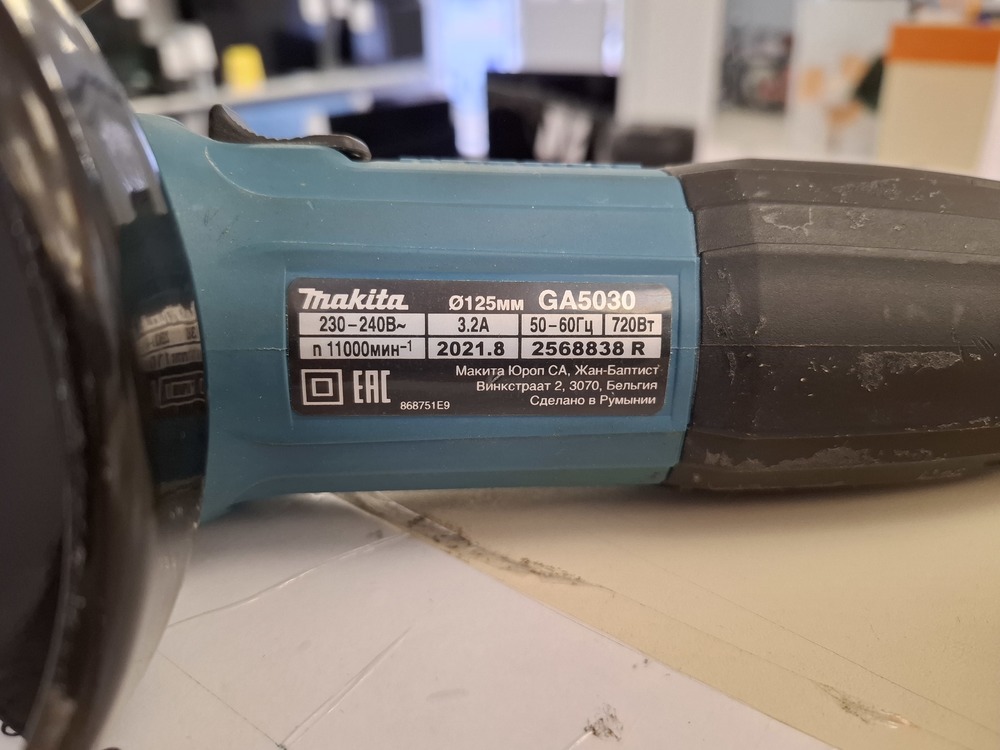 makita Ø125мм GA5030
230-240В~ 3.2А 50-60Гц 720Вт
n 11000мин⁻¹ 2021.8 2568838 R
Макита Юроп СА, Жан-Баптист
Винкстраат 2, 3070, Бельгия
Сделано в Румынии
EAC
868751E9